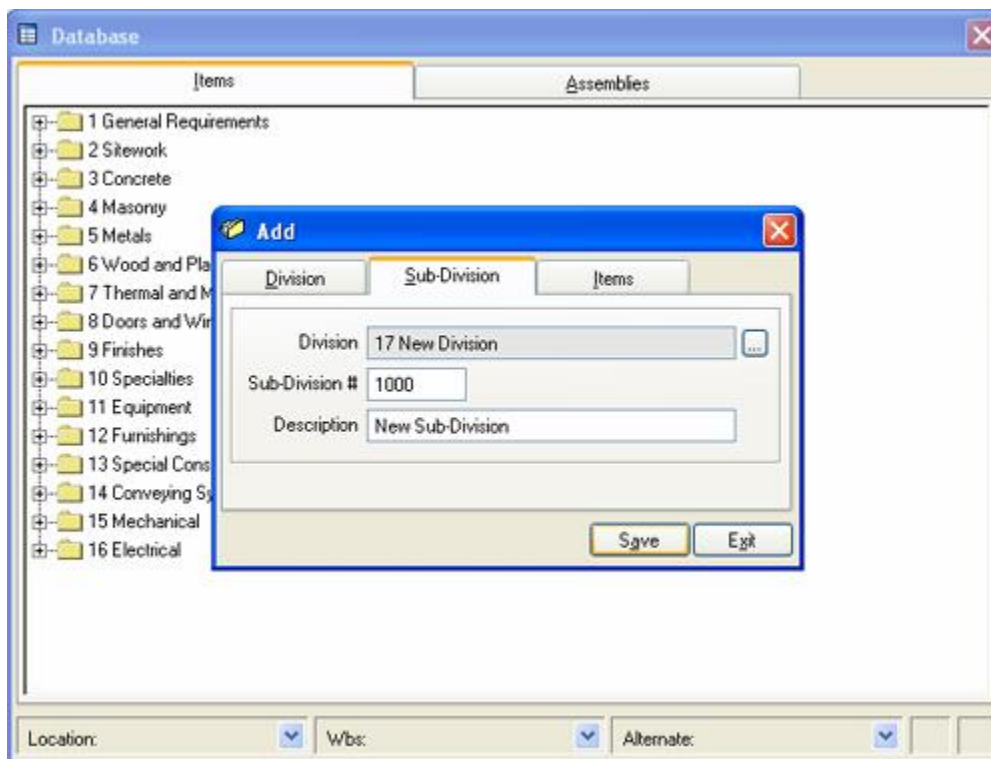 Database
Items
Assemblies
1 General Requirements
2 Sitework
3 Concrete
4 Masonry
5 Metals
6 Wood and Pla
7 Thermal and M
8 Doors and Wir
9 Finishes
10 Specialties
11 Equipment
12 Furnishings
13 Special Cons
14 Conveying Sy
15 Mechanical
16 Electrical
Add
Division
Sub-Division
Items
Division 17 New Division ...
Sub-Division # 1000
Description New Sub-Division
Save Exit
Location: Wbs: Alternate: